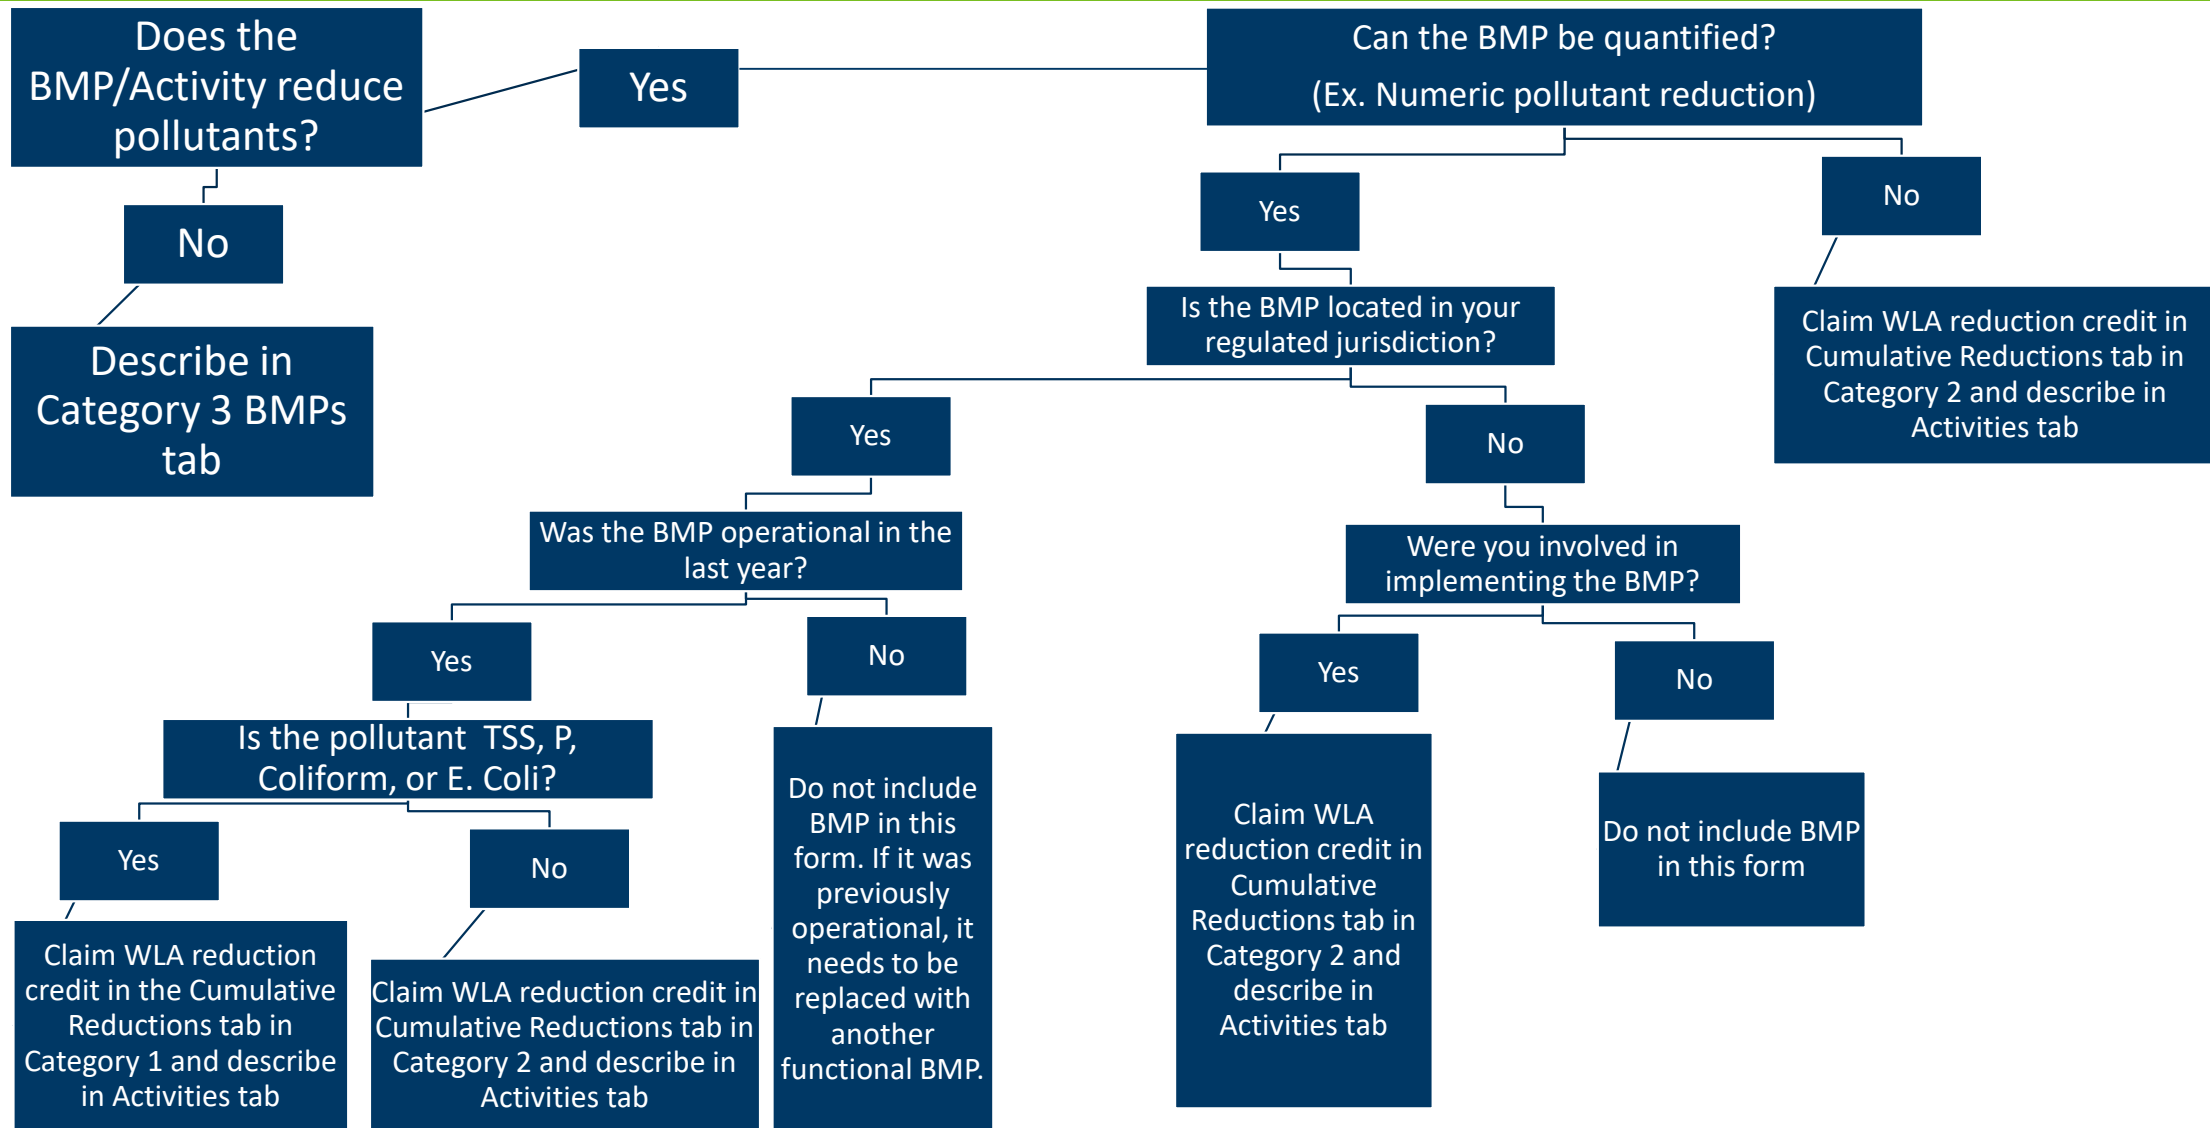 Does the
BMP/Activity reduce
pollutants?
Yes
Can the BMP be quantified?
(Ex. Numeric pollutant reduction)
No
Describe in
Category 3 BMPs
tab
Yes
No
Claim WLA reduction credit in
Cumulative Reductions tab in
Category 2 and describe in
Activities tab
Is the BMP located in your
regulated jurisdiction?
Yes
No
Was the BMP operational in the
last year?
Were you involved in
implementing the BMP?
Yes
No
Yes
No
Is the pollutant TSS, P,
Coliform, or E. Coli?
Yes
No
Claim WLA reduction
credit in the Cumulative
Reductions tab in
Category 1 and describe
in Activities tab
Claim WLA reduction credit in
Cumulative Reductions tab in
Category 2 and describe in
Activities tab
Do not include
BMP in this
form. If it was
previously
operational, it
needs to be
replaced with
another
functional BMP.
Claim WLA
reduction credit in
Cumulative
Reductions tab in
Category 2 and
describe in
Activities tab
Do not include BMP
in this form